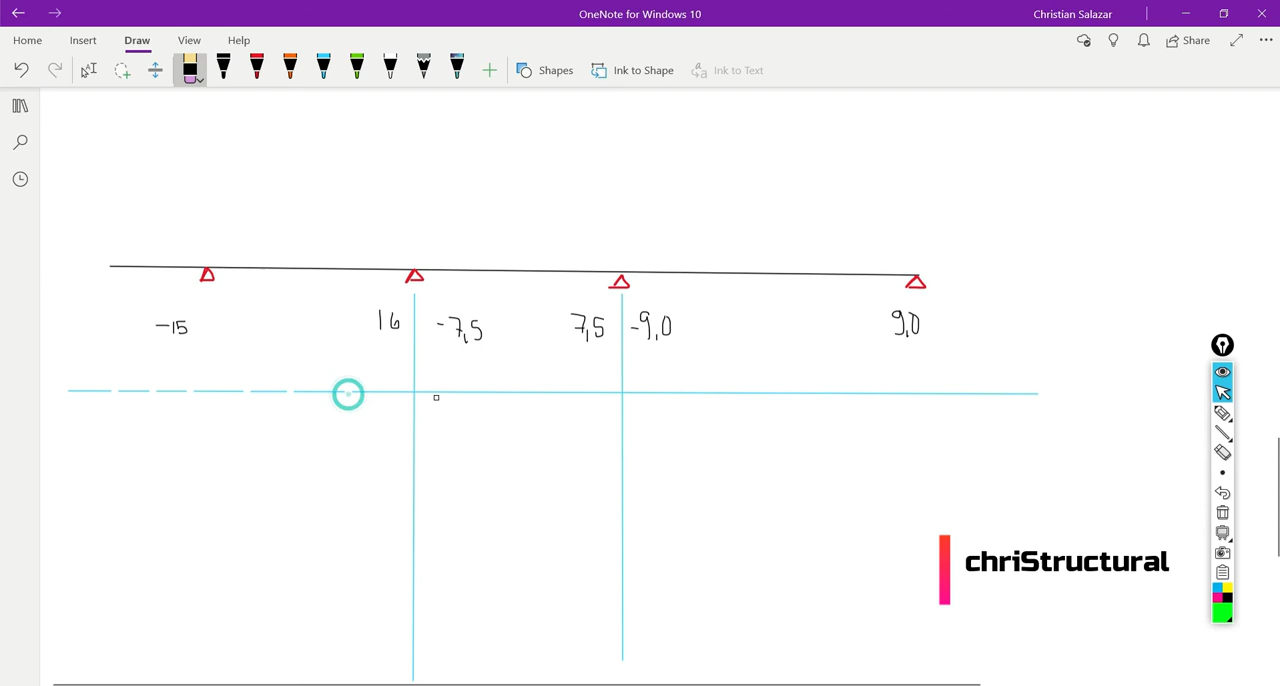 OneNote for Windows 10
Christian Salazar
Home Insert Draw View Help
Share
Shapes
Ink to Shape
Ink to Text
-15 16 -7,5 7,5 -9,0 9,0
chriStructural